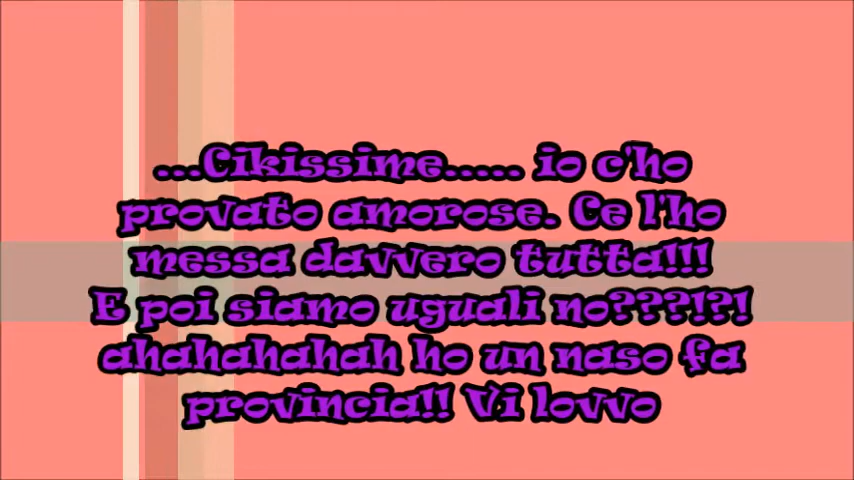 ...Cikissime..... io c'ho
provato amorose. Ce l'ho
messa davvero tutta!!!
E poi siamo uguali no???!?!
ahahahahah ho un naso fa
provincia!! Vi lovvo